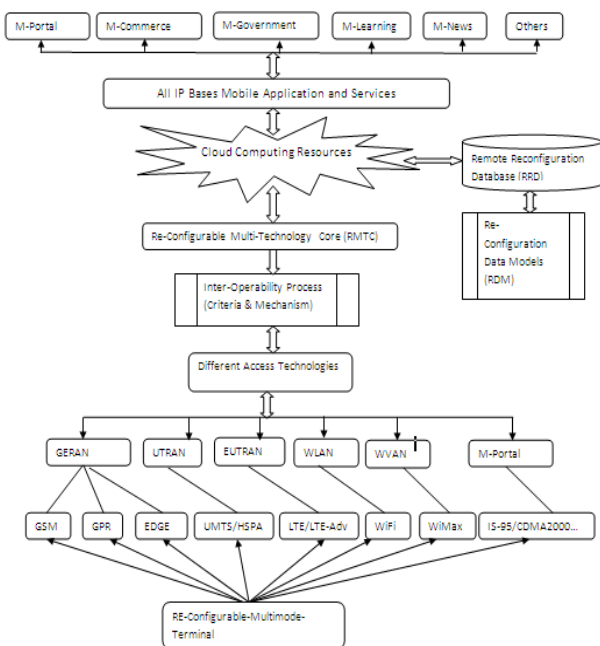 M-Portal
M-Commerce
M-Government
M-Learning
M-News
Others
All IP Bases Mobile Application and Services
Cloud Computing Resources
Remote Reconfiguration
Database (RRD)
Re-Configurable Multi-Technology Core (RMTC)
Re-
Configuration
Data Models
(RDM)
Inter-Operability Process
(Criteria & Mechanism)
Different Access Technologies
GERAN
UTRAN
EUTRAN
WLAN
WVAN
M-Portal
GSM
GPR
EDGE
UMTS/HSPA
LTE/LTE-Adv
WiFi
WiMax
IS-95/CDMA2000...
RE-Configurable-Multimode-
Terminal